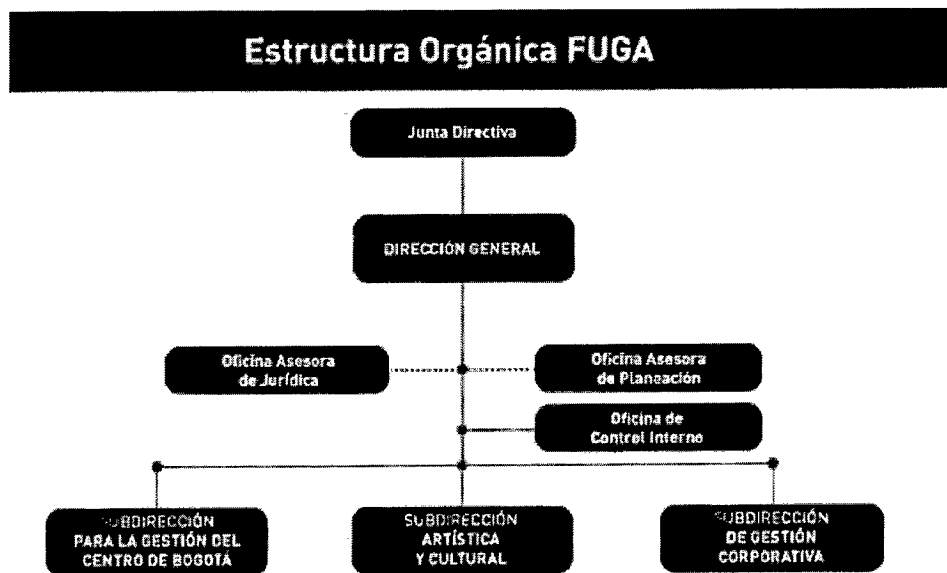 Estructura Orgánica FUGA
Junta Directiva
DIRECCIÓN GENERAL
Oficina Asesora
de Jurídica
Oficina Asesora
de Planeación
Oficina de
Control Interno
SUBDIRECCIÓN
PARA LA GESTIÓN DEL
CENTRO DE BOGOTÁ
SUBDIRECCIÓN
ARTÍSTICA
Y CULTURAL
SUBDIRECCIÓN
DE GESTIÓN
CORPORATIVA